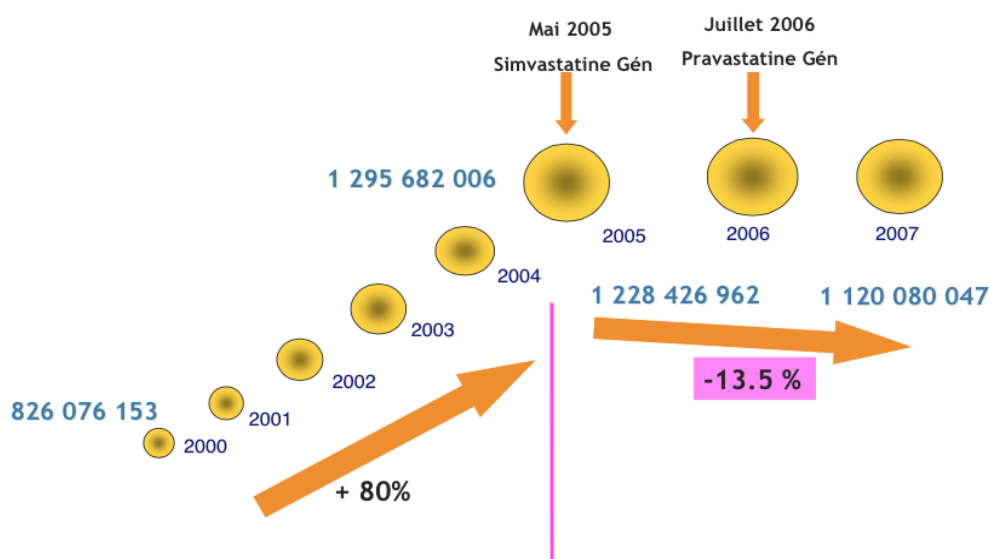 Mai 2005
Simvastatine Gén
Juillet 2006
Pravastatine Gén
1 295 682 006
2005
2006
2007
2004
1 228 426 962
1 120 080 047
2003
-13.5 %
2002
826 076 153
2001
2000
+ 80%